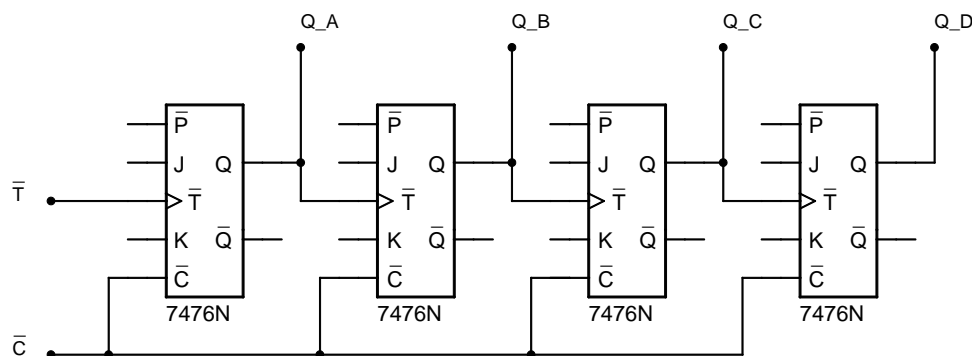 Q_A Q_B Q_C Q_D
P̅ P̅ P̅ P̅
J Q J Q J Q J Q
T̅ T̅ T̅ T̅ T̅
K Q̅ K Q̅ K Q̅ K Q̅
C̅ C̅ C̅ C̅
7476N 7476N 7476N 7476N
C̅